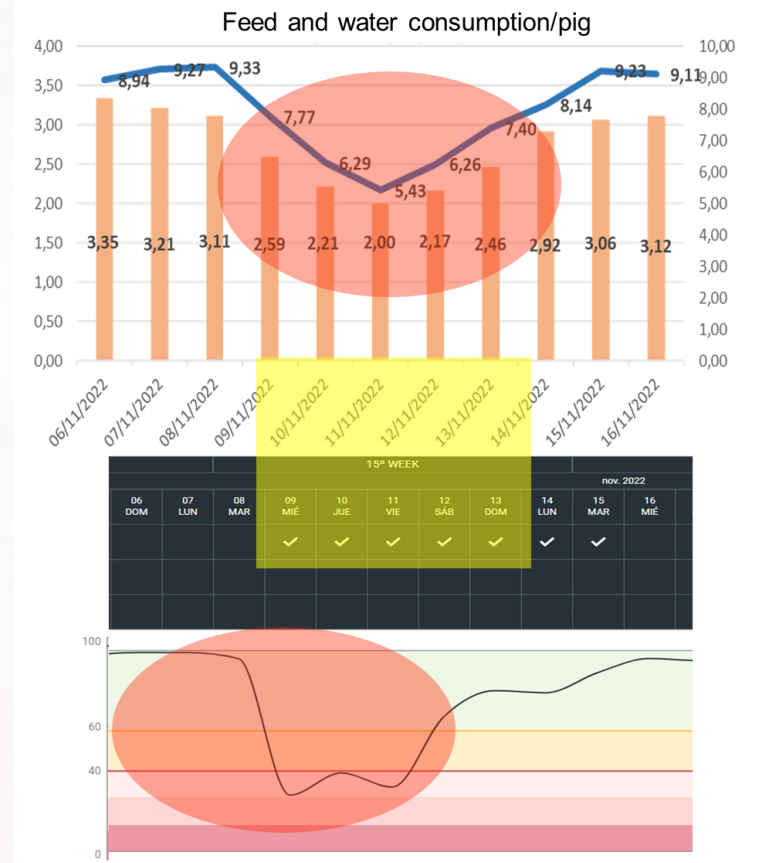 Feed and water consumption/pig
4,00 10,00
3,50 9,00
3,00 8,00
2,50 7,00
2,00 6,00
1,50 5,00
1,00 4,00
0,50 3,00
0,00 2,00
1,00
0,00
8,94 9,27 9,33 7,77 6,29 5,43 6,26 7,40 8,14 9,23 9,11
3,35 3,21 3,11 2,59 2,21 2,00 2,17 2,46 2,92 3,06 3,12
06/11/2022 07/11/2022 08/11/2022 09/11/2022 10/11/2022 11/11/2022 12/11/2022 13/11/2022 14/11/2022 15/11/2022 16/11/2022
15º WEEK
nov. 2022
06 07 08 09 10 11 12 13 14 15 16
DOM LUN MAR MIÉ JUE VIE SÁB DOM LUN MAR MIÉ
100
60
40
0